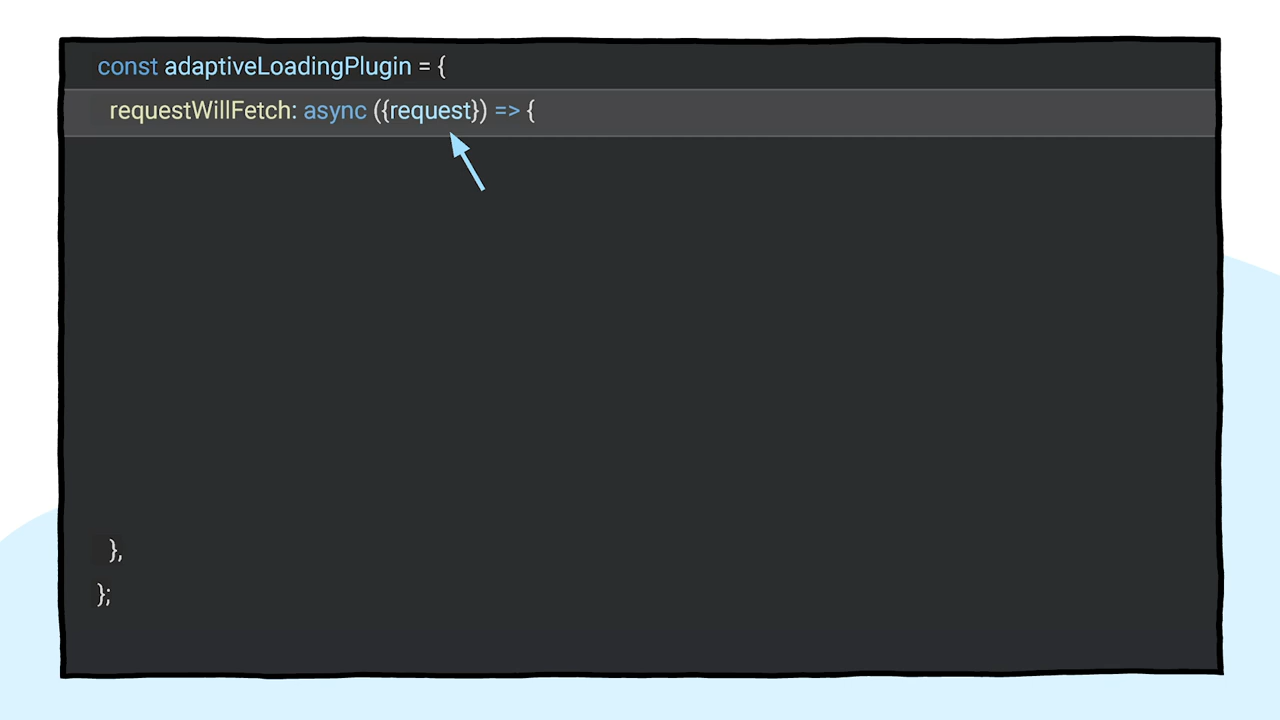 const adaptiveLoadingPlugin = {
requestWillFetch: async ({request}) => {
},
};